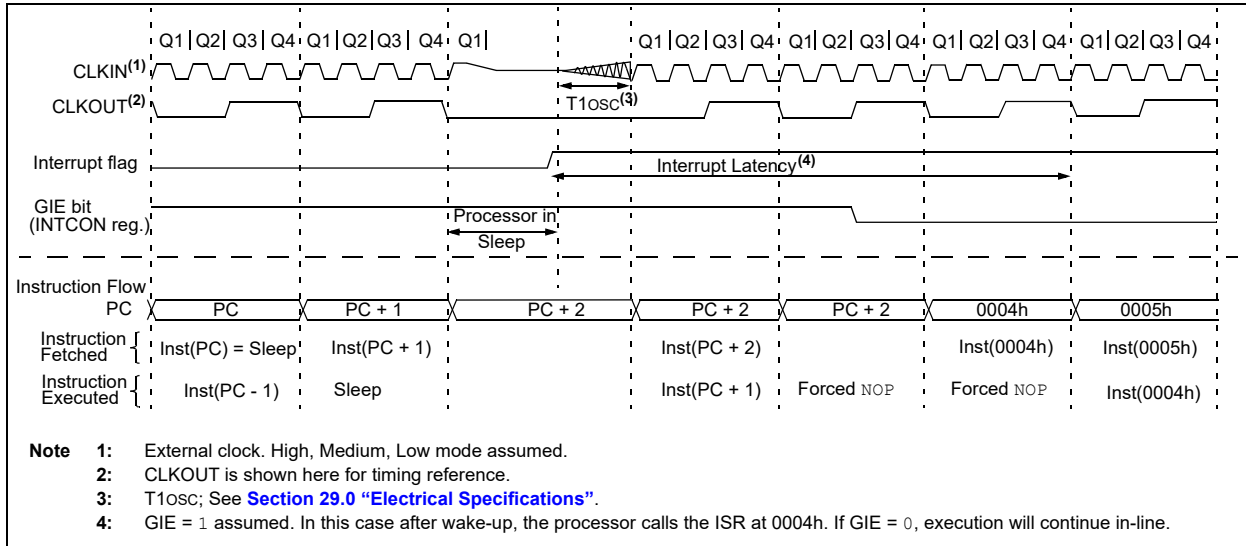 Q1 Q2 Q3 Q4 Q1 Q2 Q3 Q4 Q1 Q1 Q2 Q3 Q4 Q1 Q2 Q3 Q4 Q1 Q2 Q3 Q4 Q1 Q2 Q3 Q4
CLKIN(1)
CLKOUT(2)
T1OSC(3)
Interrupt flag
Interrupt Latency(4)
GIE bit
(INTCON reg.)
Processor in
Sleep
Instruction Flow
PC PC PC + 1 PC + 2 PC + 2 PC + 2 0004h 0005h
Instruction
Fetched
Inst(PC) = Sleep Inst(PC + 1) Inst(PC + 2) Inst(0004h) Inst(0005h)
Instruction
Executed
Inst(PC - 1) Sleep Inst(PC + 1) Forced NOP Forced NOP Inst(0004h)
Note 1: External clock. High, Medium, Low mode assumed.
2: CLKOUT is shown here for timing reference.
3: T1OSC; See Section 29.0 “Electrical Specifications”.
4: GIE = 1 assumed. In this case after wake-up, the processor calls the ISR at 0004h. If GIE = 0, execution will continue in-line.